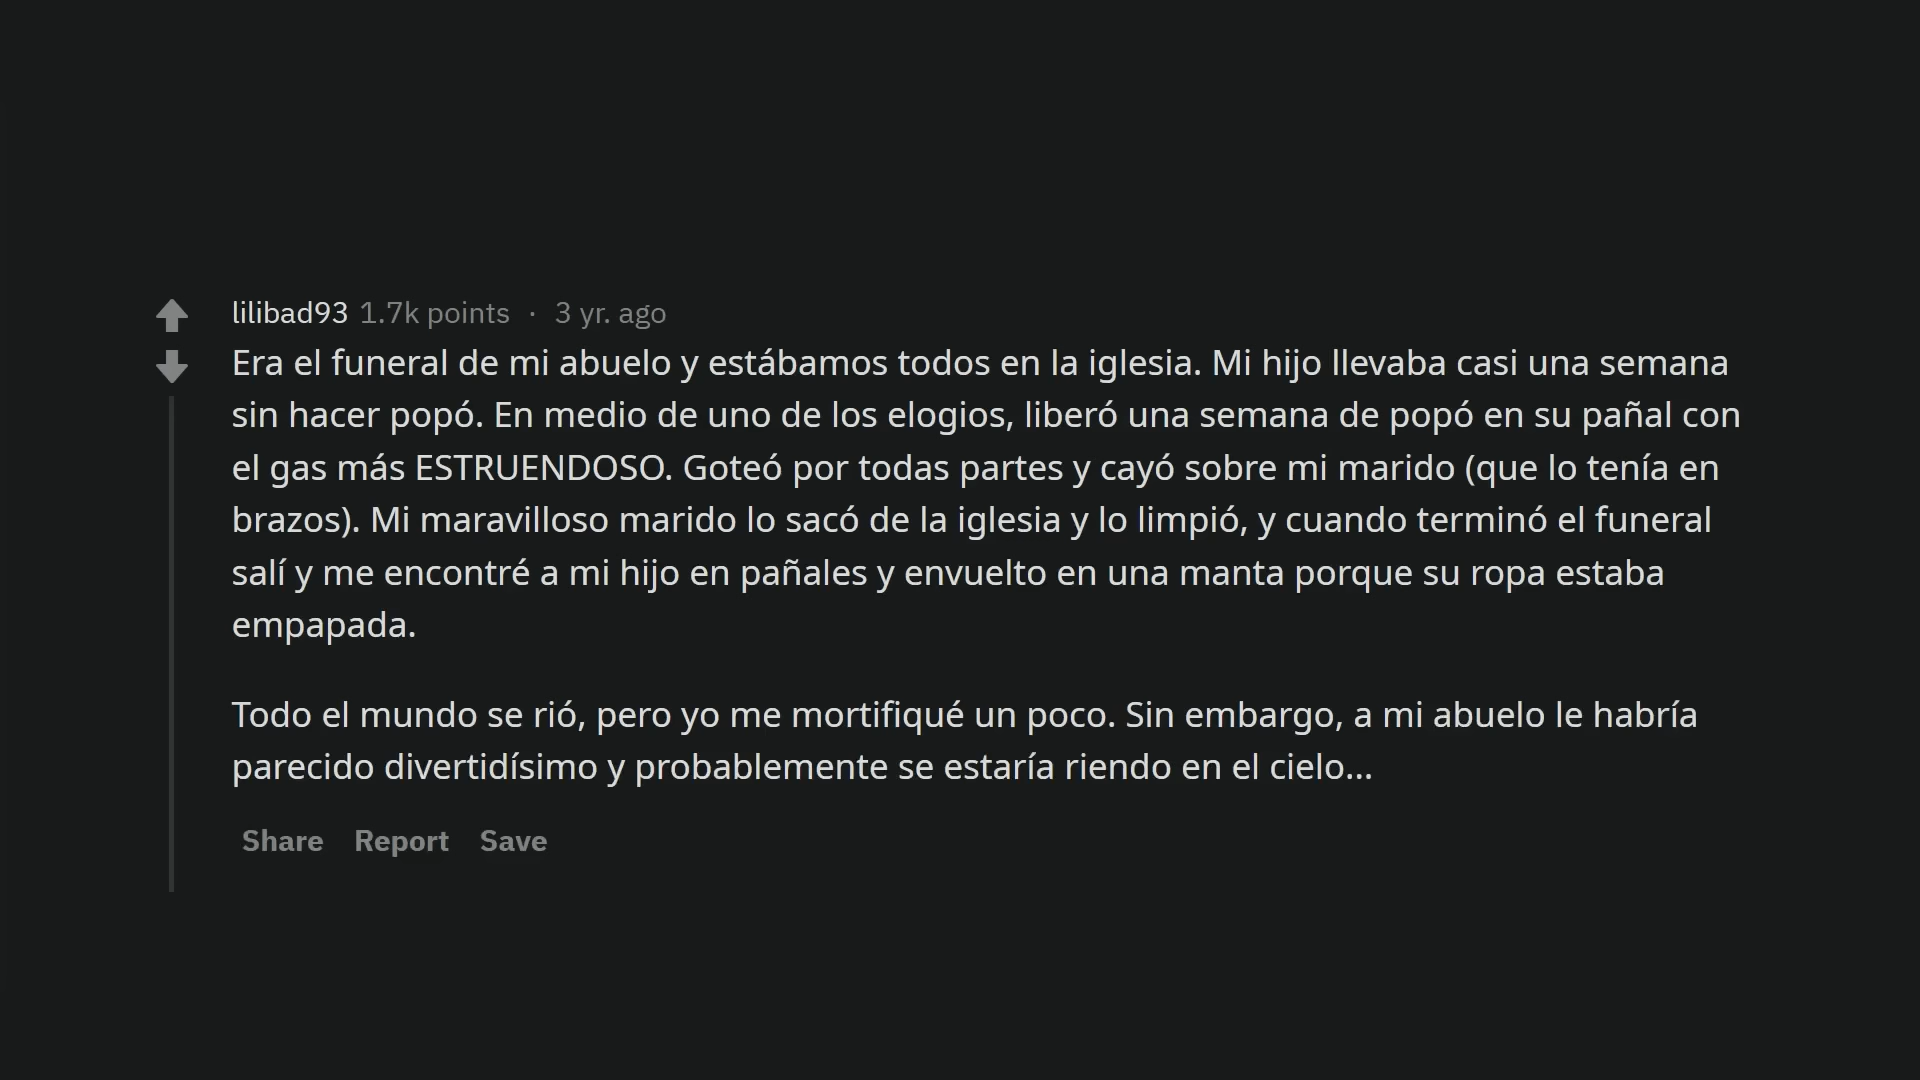 lilibad93 1.7k points · 3 yr. ago
Era el funeral de mi abuelo y estábamos todos en la iglesia. Mi hijo llevaba casi una semana
sin hacer popó. En medio de uno de los elogios, liberó una semana de popó en su pañal con
el gas más ESTRUENDOSO. Goteó por todas partes y cayó sobre mi marido (que lo tenía en
brazos). Mi maravilloso marido lo sacó de la iglesia y lo limpió, y cuando terminó el funeral
salí y me encontré a mi hijo en pañales y envuelto en una manta porque su ropa estaba
empapada.
Todo el mundo se rió, pero yo me mortifiqué un poco. Sin embargo, a mi abuelo le habría
parecido divertidísimo y probablemente se estaría riendo en el cielo...
Share Report Save